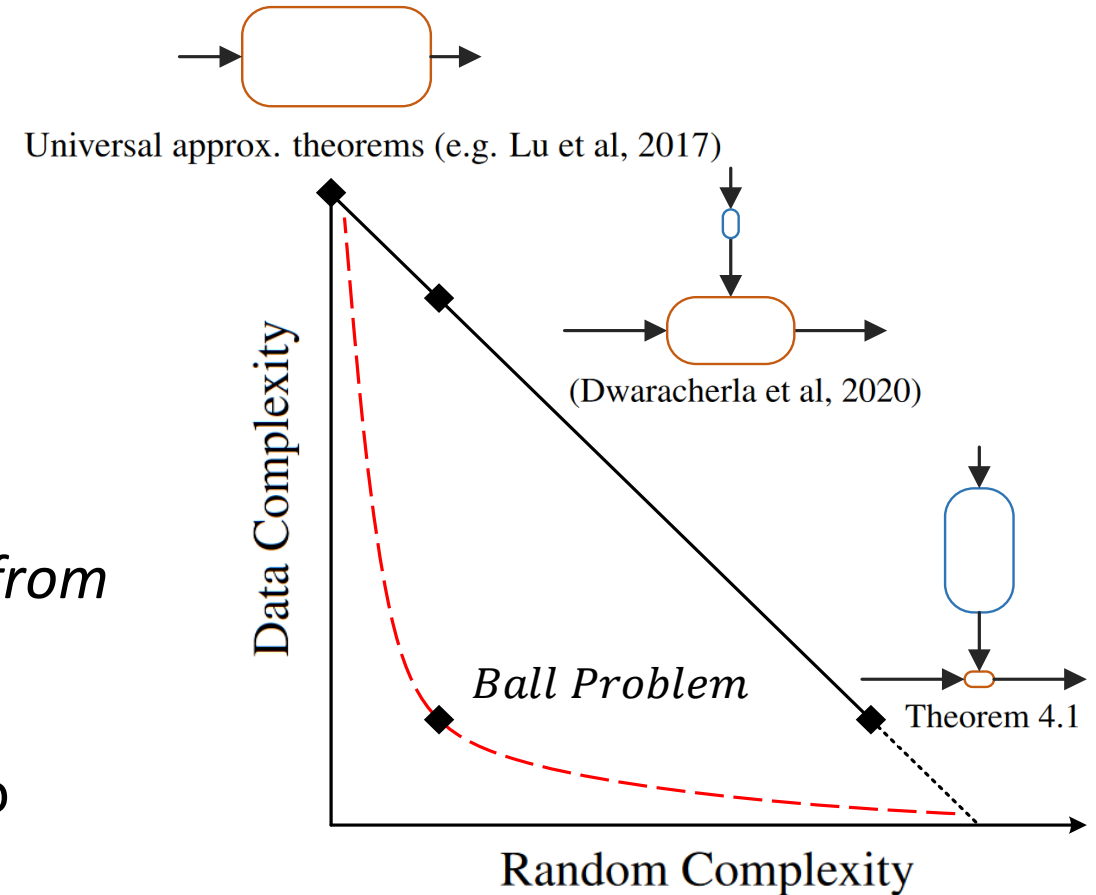 Universal approx. theorems (e.g. Lu et al, 2017)
(Dwaracherla et al, 2020)
Data Complexity
from
Ball Problem
Theorem 4.1
Random Complexity